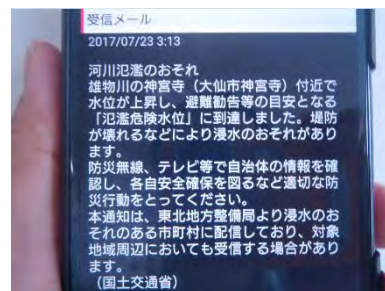 受信メール
2017/07/23 3:13
河川氾濫のおそれ
雄物川の神宮寺（大仙市神宮寺）付近で
水位が上昇し、避難勧告等の目安となる
「氾濫危険水位」に到達しました。堤防
が壊れるなどにより浸水のおそれがあり
ます。
防災無線、テレビ等で自治体の情報を確
認し、各自安全確保を図るなど適切な防
災行動をとってください。
本通知は、東北地方整備局より浸水のお
それのある市町村に配信しており、対象
地域周辺においても受信する場合があり
ます。
（国土交通省）